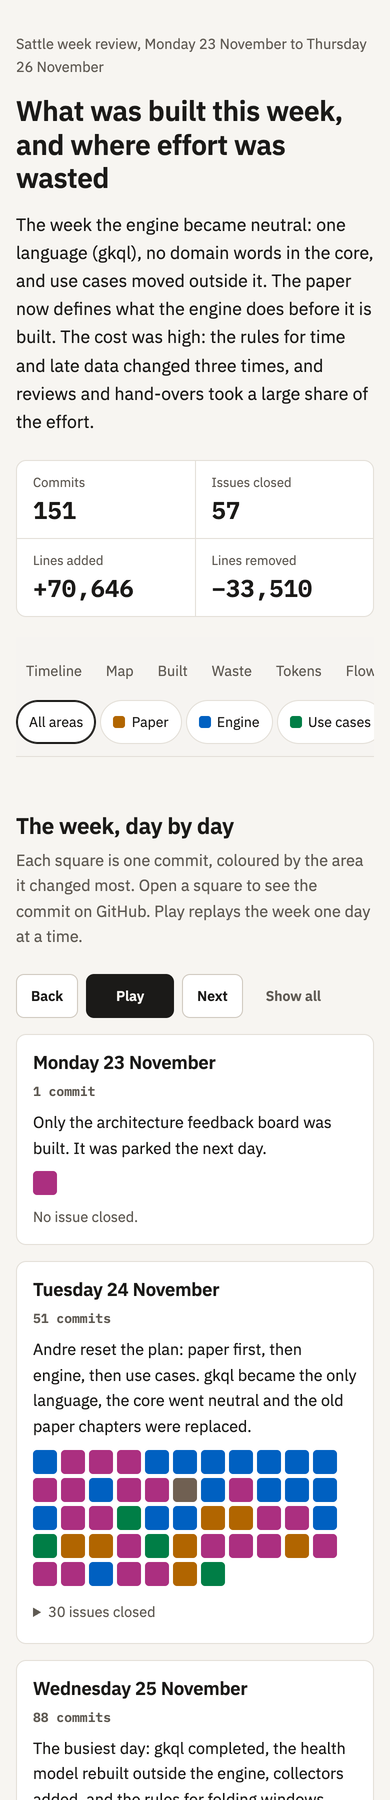 Sattle week review, Monday 23 November to Thursday
26 November
What was built this week,
and where effort was
wasted
The week the engine became neutral: one
language (gkql), no domain words in the core,
and use cases moved outside it. The paper
now defines what the engine does before it is
built. The cost was high: the rules for time
and late data changed three times, and
reviews and hand-overs took a large share of
the effort.
Commits
Issues closed
151
57
Lines added
Lines removed
+70,646
−33,510
Timeline Map Built Waste Tokens Flow
All areas Paper Engine Use cases
The week, day by day
Each square is one commit, coloured by the area
it changed most. Open a square to see the
commit on GitHub. Play replays the week one day
at a time.
Back Play Next Show all
Monday 23 November
1 commit
Only the architecture feedback board was
built. It was parked the next day.
No issue closed.
Tuesday 24 November
51 commits
Andre reset the plan: paper first, then
engine, then use cases. gkql became the only
language, the core went neutral and the old
paper chapters were replaced.
30 issues closed
Wednesday 25 November
88 commits
The busiest day: gkql completed, the health
model rebuilt outside the engine, collectors
added, and the rules for folding windows